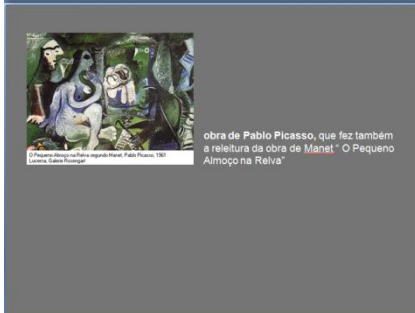 O Pequeno Almoço na Relva segundo Manet, Pablo Picasso, 1961
Lucerna, Galeria Rosengart
obra de Pablo Picasso, que fez também
a releitura da obra de Manet “ O Pequeno
Almoço na Relva”